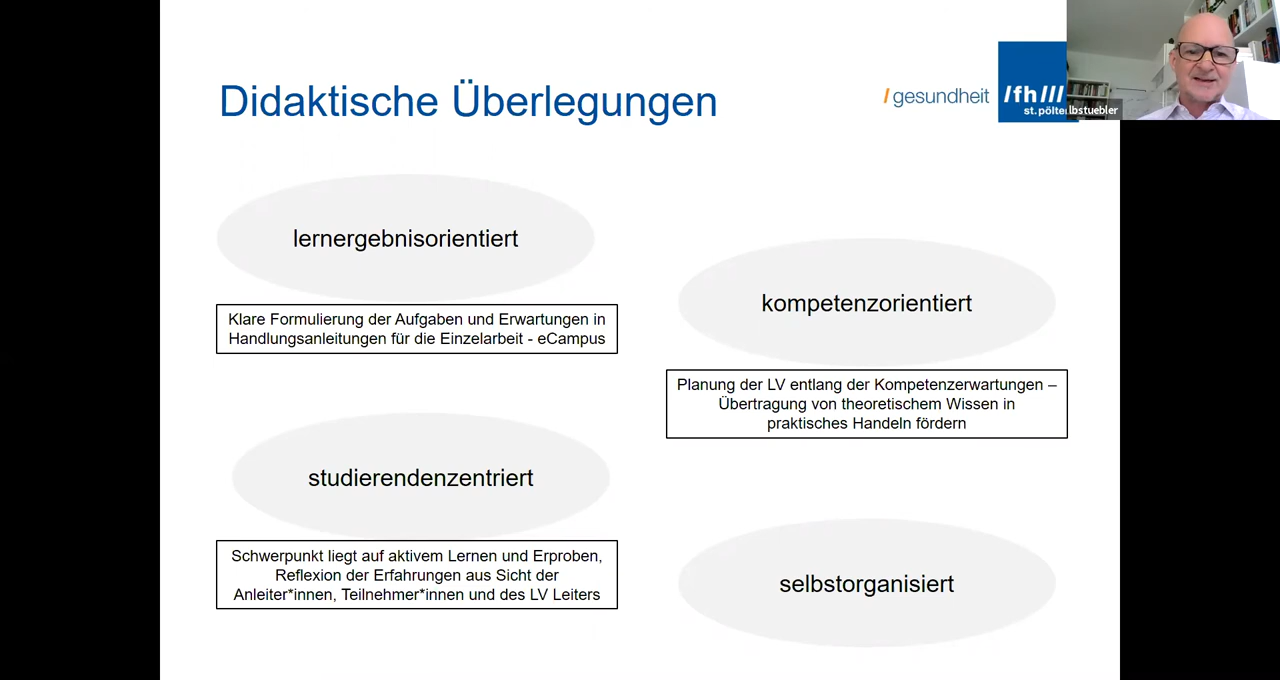 Didaktische Überlegungen
/ gesundheit
/fh///
st.pölte
lbstuebler
lernergebnisorientiert
Klare Formulierung der Aufgaben und Erwartungen in
Handlungsanleitungen für die Einzelarbeit - eCampus
kompetenzorientiert
Planung der LV entlang der Kompetenzerwartungen –
Übertragung von theoretischem Wissen in
praktisches Handeln fördern
studierendenzentriert
Schwerpunkt liegt auf aktivem Lernen und Erproben,
Reflexion der Erfahrungen aus Sicht der
Anleiter*innen, Teilnehmer*innen und des LV Leiters
selbstorganisiert